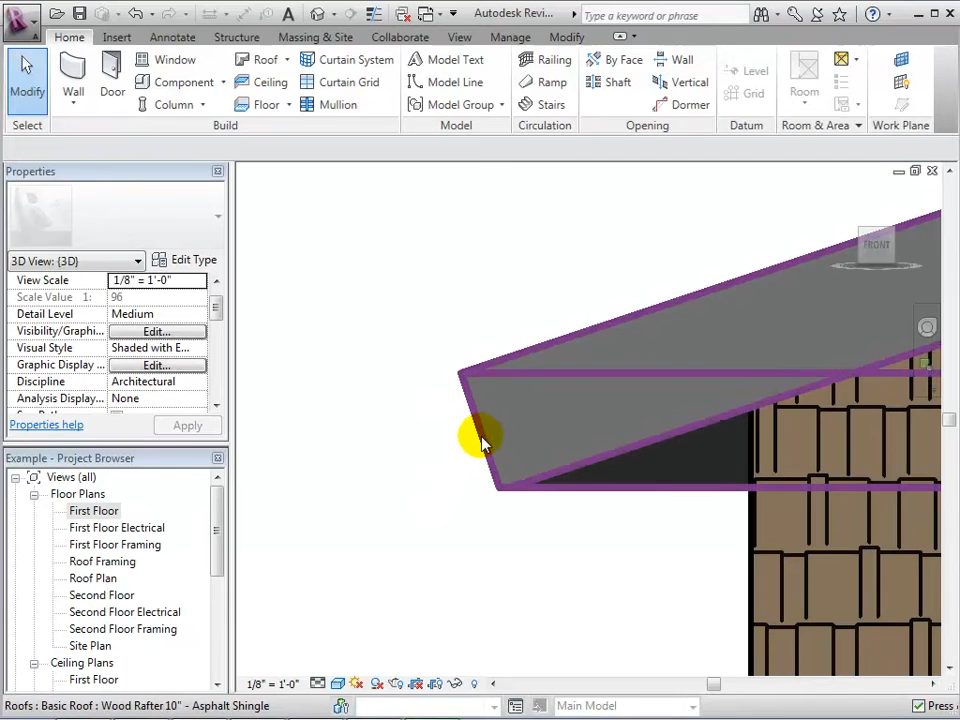 Autodesk Revi...
Type a keyword or phrase
Home Insert Annotate Structure Massing & Site Collaborate View Manage Modify
Modify
Wall
Door
Window
Component
Column
Roof
Ceiling
Floor
Curtain System
Curtain Grid
Mullion
Model Text
Model Line
Model Group
Railing
Ramp
Stairs
By Face
Shaft
Wall
Vertical
Dormer
Level
Grid
Room
Select Build Model Circulation Opening Datum Room & Area Work Plane
Properties
3D View: {3D} Edit Type
View Scale 1/8" = 1'-0"
Scale Value 1: 96
Detail Level Medium
Visibility/Graphi... Edit...
Visual Style Shaded with E...
Graphic Display ... Edit...
Discipline Architectural
Analysis Display... None
Properties help Apply
Example - Project Browser
Views (all)
Floor Plans
First Floor
First Floor Electrical
First Floor Framing
Roof Framing
Roof Plan
Second Floor
Second Floor Electrical
Second Floor Framing
Site Plan
Ceiling Plans
First Floor
FRONT
1/8" = 1'-0"
Roofs : Basic Roof : Wood Rafter 10" - Asphalt Shingle
Main Model
Press